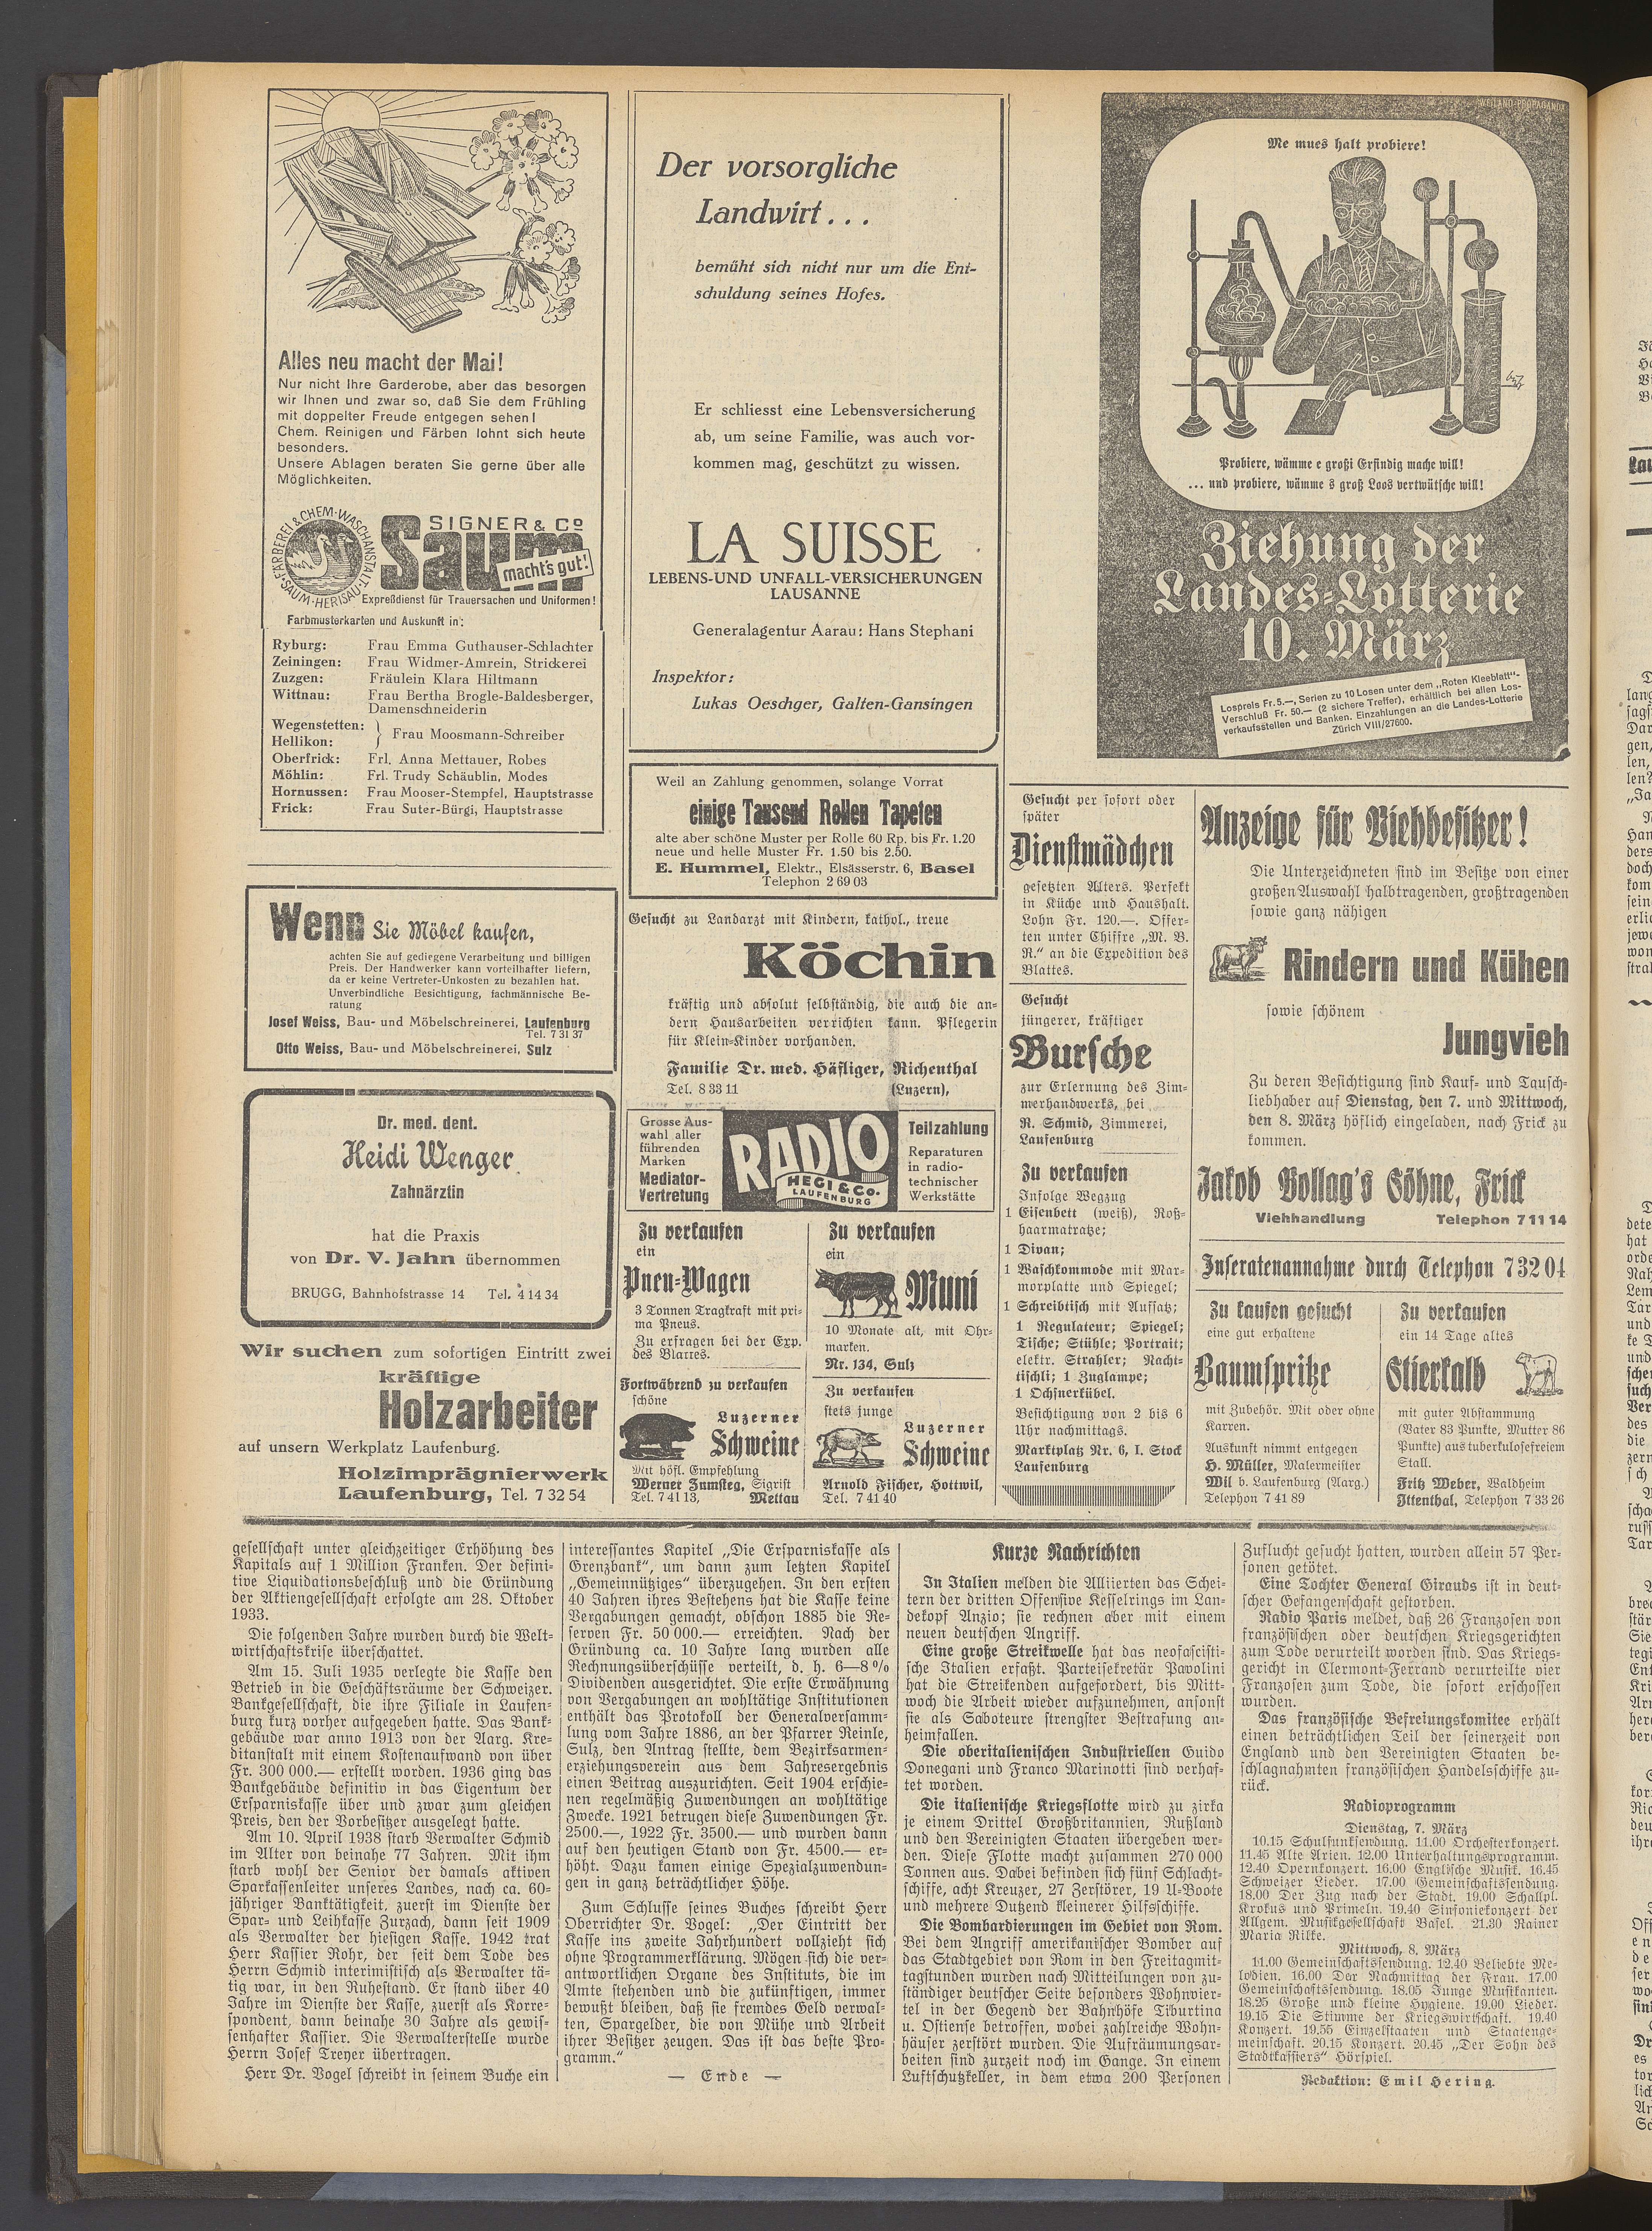 Alles neu macht der Mai!
Nur nicht Ihre Garderobe, aber das besorgen
wir Ihnen und zwar so, daß Sie dem Frühling
mit doppelter Freude entgegen sehen!
Chem. Reinigen und Färben lohnt sich heute
besonders.
Unsere Ablagen beraten Sie gerne über alle
Möglichkeiten.
FÄRBEREI & CHEM. WASCHANSTALT
SAUM-HERISAU
SIGNER & Co
Saum
macht's gut!
Expreßdienst für Trauersachen und Uniformen!
Farbmusterkarten und Auskunft in:
Ryburg: Frau Emma Guthauser-Schlachter
Zeiningen: Frau Widmer-Amrein, Strickerei
Zuzgen: Fräulein Klara Hiltmann
Wittnau: Frau Bertha Brogle-Baldesberger,
Damenschneiderin
Wegenstetten:
Hellikon: } Frau Moosmann-Schreiber
Oberfrick: Frl. Anna Mettauer, Robes
Möhlin: Frl. Trudy Schäublin, Modes
Hornussen: Frau Mooser-Stempfel, Hauptstrasse
Frick: Frau Suter-Bürgi, Hauptstrasse
Wenn Sie Möbel kaufen,
achten Sie auf gediegene Verarbeitung und billigen
Preis. Der Handwerker kann vorteilhafter liefern,
da er keine Vertreter-Unkosten zu bezahlen hat.
Unverbindliche Besichtigung, fachmännische Be-
ratung
Josef Weiss, Bau- und Möbelschreinerei, Laufenburg
Tel. 7 31 37
Otto Weiss, Bau- und Möbelschreinerei, Sulz
Dr. med. dent.
Heidi Wenger
Zahnärztin
hat die Praxis
von Dr. V. Jahn übernommen
BRUGG, Bahnhofstrasse 14 Tel. 4 14 34
Wir suchen zum sofortigen Eintritt zwei
kräftige
Holzarbeiter
auf unsern Werkplatz Laufenburg.
Holzimprägnierwerk
Laufenburg, Tel. 7 32 54
Der vorsorgliche
Landwirt . . .
bemüht sich nicht nur um die Ent-
schuldung seines Hofes.
Er schliesst eine Lebensversicherung
ab, um seine Familie, was auch vor-
kommen mag, geschützt zu wissen.
LA SUISSE
LEBENS-UND UNFALL-VERSICHERUNGEN
LAUSANNE
Generalagentur Aarau: Hans Stephani
Inspektor:
Lukas Oeschger, Galten-Gansingen
Weil an Zahlung genommen, solange Vorrat
einige Tausend Rollen Tapeten
alte aber schöne Muster per Rolle 60 Rp. bis Fr. 1.20
neue und helle Muster Fr. 1.50 bis 2.50.
E. Hummel, Elektr., Elsässerstr. 6, Basel
Telephon 2 69 03
Gesucht zu Landarzt mit Kindern, kathol., treue
Köchin
kräftig und absolut selbständig, die auch die an-
dern Hausarbeiten verrichten kann. Pflegerin
für Klein-Kinder vorhanden.
Familie Dr. med. Häfliger, Richenthal
Tel. 8 33 11 (Luzern),
Grosse Aus-
wahl aller
führenden
Marken
Mediator-
Vertretung
RADIO
HEGI & Co.
LAUFENBURG
Teilzahlung
Reparaturen
in radio-
technischer
Werkstätte
Zu verkaufen
ein
Pneu-Wagen
3 Tonnen Tragkraft mit pri-
ma Pneus.
Zu erfragen bei der Exp.
des Blattes.
Fortwährend zu verkaufen
schöne
Luzerner
Schweine
Mit höfl. Empfehlung
Werner Zumsteg, Sigrist
Tel. 7 41 13, Mettau
Zu verkaufen
ein
Muni
10 Monate alt, mit Ohr-
marken.
Nr. 134, Sulz
Zu verkaufen
stets junge
Luzerner
Schweine
Arnold Fischer, Hottwil,
Tel. 7 41 40
WEILAND-PROPAGANDA
Me mues halt probiere!
Probiere, wämme e großi Erfindig mache will!
... und probiere, wämme s groß Loos vertwütsche will!
Ziehung der
Landes-Lotterie
10. März
Lospreis Fr. 5.—, Serien zu 10 Losen unter dem „Roten Kleeblatt"-
Verschluß Fr. 50.— (2 sichere Treffer), erhältlich bei allen Los-
verkaufsstellen und Banken. Einzahlungen an die Landes-Lotterie
Zürich VIII/27600.
Gesucht per sofort oder
später
Dienstmädchen
gesetzten Alters. Perfekt
in Küche und Haushalt.
Lohn Fr. 120.—. Offer-
ten unter Chiffre „M. B.
R." an die Expedition des
Blattes.
Gesucht
jüngerer, kräftiger
Bursche
zur Erlernung des Zim-
merhandwerks, bei
R. Schmid, Zimmerei,
Laufenburg
Zu verkaufen
Infolge Wegzug
1 Eisenbett (weiß), Roß-
haarmatratze;
1 Divan;
1 Waschkommode mit Mar-
morplatte und Spiegel;
1 Schreibtisch mit Aufsatz;
1 Regulateur; Spiegel;
Tische; Stühle; Portrait;
elektr. Strahler; Nacht-
tischli; 1 Zuglampe;
1 Ochsnerkübel.
Besichtigung von 2 bis 6
Uhr nachmittags.
Marktplatz Nr. 6, I. Stock
Laufenburg
Anzeige für Viehbesitzer!
Die Unterzeichneten sind im Besitze von einer
großen Auswahl halbtragenden, großtragenden
sowie ganz nähigen
Rindern und Kühen
sowie schönem
Jungvieh
Zu deren Besichtigung sind Kauf- und Tausch-
liebhaber auf Dienstag, den 7. und Mittwoch,
den 8. März höflich eingeladen, nach Frick zu
kommen.
Jakob Bollag's Söhne, Frick
Viehhandlung Telephon 7 11 14
Inseratenannahme durch Telephon 7 32 04
Zu kaufen gesucht
eine gut erhaltene
Baumspritze
mit Zubehör. Mit oder ohne
Karren.
Auskunft nimmt entgegen
H. Müller, Malermeister
Wil b. Laufenburg (Aarg.)
Telephon 7 41 89
Zu verkaufen
ein 14 Tage altes
Stierkalb
mit guter Abstammung
(Vater 83 Punkte, Mutter 86
Punkte) aus tuberkulosefreiem
Stall.
Fritz Weber, Waldheim
Ittenthal, Telephon 7 33 26
gesellschaft unter gleichzeitiger Erhöhung des
Kapitals auf 1 Million Franken. Der defini-
tive Liquidationsbeschluß und die Gründung
der Aktiengesellschaft erfolgte am 28. Oktober
1933.
Die folgenden Jahre wurden durch die Welt-
wirtschaftskrise überschattet.
Am 15. Juli 1935 verlegte die Kasse den
Betrieb in die Geschäftsräume der Schweizer.
Bankgesellschaft, die ihre Filiale in Laufen-
burg kurz vorher aufgegeben hatte. Das Bank-
gebäude war anno 1913 von der Aarg. Kre-
ditanstalt mit einem Kostenaufwand von über
Fr. 300 000.— erstellt worden. 1936 ging das
Bankgebäude definitiv in das Eigentum der
Ersparniskasse über und zwar zum gleichen
Preis, den der Vorbesitzer ausgelegt hatte.
Am 10. April 1938 starb Verwalter Schmid
im Alter von beinahe 77 Jahren. Mit ihm
starb wohl der Senior der damals aktiven
Sparkassenleiter unseres Landes, nach ca. 60-
jähriger Banktätigkeit, zuerst im Dienste der
Spar- und Leihkasse Zurzach, dann seit 1909
als Verwalter der hiesigen Kasse. 1942 trat
Herr Kassier Rohr, der seit dem Tode des
Herrn Schmid interimistisch als Verwalter tä-
tig war, in den Ruhestand. Er stand über 40
Jahre im Dienste der Kasse, zuerst als Korre-
spondent, dann beinahe 30 Jahre als gewis-
senhafter Kassier. Die Verwalterstelle wurde
Herrn Josef Treyer übertragen.
Herr Dr. Vogel schreibt in seinem Buche ein
interessantes Kapitel „Die Ersparniskasse als
Grenzbank", um dann zum letzten Kapitel
„Gemeinnütziges" überzugehen. In den ersten
40 Jahren ihres Bestehens hat die Kasse keine
Vergabungen gemacht, obschon 1885 die Re-
serven Fr. 50 000.— erreichten. Nach der
Gründung ca. 10 Jahre lang wurden alle
Rechnungsüberschüsse verteilt, d. h. 6—8 %
Dividenden ausgerichtet. Die erste Erwähnung
von Vergabungen an wohltätige Institutionen
enthält das Protokoll der Generalversamm-
lung vom Jahre 1886, an der Pfarrer Reinle,
Sulz, den Antrag stellte, dem Bezirksarmen-
erziehungsverein aus dem Jahresergebnis
einen Beitrag auszurichten. Seit 1904 erschie-
nen regelmäßig Zuwendungen an wohltätige
Zwecke. 1921 betrugen diese Zuwendungen Fr.
2500.—, 1922 Fr. 3500.— und wurden dann
auf den heutigen Stand von Fr. 4500.— er-
höht. Dazu kamen einige Spezialzuwendun-
gen in ganz beträchtlicher Höhe.
Zum Schlusse seines Buches schreibt Herr
Oberrichter Dr. Vogel: „Der Eintritt der
Kasse ins zweite Jahrhundert vollzieht sich
ohne Programmerklärung. Mögen sich die ver-
antwortlichen Organe des Instituts, die im
Amte stehenden und die zukünftigen, immer
bewußt bleiben, daß sie fremdes Geld verwal-
ten, Spargelder, die von Mühe und Arbeit
ihrer Besitzer zeugen. Das ist das beste Pro-
gramm."
— Ende —
Kurze Nachrichten
In Italien melden die Alliierten das Schei-
tern der dritten Offensive Kesselrings im Lan-
dekopf Anzio; sie rechnen aber mit einem
neuen deutschen Angriff.
Eine große Streikwelle hat das neofascisti-
sche Italien erfaßt. Parteisekretär Pavolini
hat die Streikenden aufgefordert, bis Mitt-
woch die Arbeit wieder aufzunehmen, ansonst
sie als Saboteure strengster Bestrafung an-
heimfallen.
Die oberitalienischen Industriellen Guido
Donegani und Franco Marinotti sind verhaf-
tet worden.
Die italienische Kriegsflotte wird zu zirka
je einem Drittel Großbritannien, Rußland
und den Vereinigten Staaten übergeben wer-
den. Diese Flotte macht zusammen 270 000
Tonnen aus. Dabei befinden sich fünf Schlacht-
schiffe, acht Kreuzer, 27 Zerstörer, 19 U-Boote
und mehrere Dutzend kleinerer Hilfsschiffe.
Die Bombardierungen im Gebiet von Rom.
Bei dem Angriff amerikanischer Bomber auf
das Stadtgebiet von Rom in den Freitagmit-
tagstunden wurden nach Mitteilungen von zu-
ständiger deutscher Seite besonders Wohnvier-
tel in der Gegend der Bahnhöfe Tiburtina
u. Ostiense betroffen, wobei zahlreiche Wohn-
häuser zerstört wurden. Die Aufräumungsar-
beiten sind zurzeit noch im Gange. In einem
Luftschutzkeller, in dem etwa 200 Personen
Zuflucht gesucht hatten, wurden allein 57 Per-
sonen getötet.
Eine Tochter General Girauds ist in deut-
scher Gefangenschaft gestorben.
Radio Paris meldet, daß 26 Franzosen von
französischen oder deutschen Kriegsgerichten
zum Tode verurteilt worden sind. Das Kriegs-
gericht in Clermont-Ferrand verurteilte vier
Franzosen zum Tode, die sofort erschossen
wurden.
Das französische Befreiungskomitee erhält
einen beträchtlichen Teil der seinerzeit von
England und den Vereinigten Staaten be-
schlagnahmten französischen Handelsschiffe zu-
rück.
Radioprogramm
Dienstag, 7. März
10.15 Schulfunksendung. 11.00 Orchesterkonzert.
11.45 Alte Arien. 12.00 Unterhaltungsprogramm.
12.40 Opernkonzert. 16.00 Englische Musik. 16.45
Schweizer Lieder. 17.00 Gemeinschaftssendung.
18.00 Der Zug nach der Stadt. 19.00 Schallpl.
Krokus und Primeln. 19.40 Sinfoniekonzert der
Allgem. Musikgesellschaft Basel. 21.30 Rainer
Maria Rilke.
Mittwoch, 8. März
11.00 Gemeinschaftssendung. 12.40 Beliebte Me-
lodien. 16.00 Der Nachmittag der Frau. 17.00
Gemeinschaftssendung. 18.05 Junge Musikanten.
18.25 Große und kleine Hygiene. 19.00 Lieder.
19.15 Die Stimme der Kriegswirtschaft. 19.40
Konzert. 19.55 Einzelstaaten und Staatenge-
meinschaft. 20.15 Konzert. 20.45 „Der Sohn des
Stadtkassiers" Hörspiel.
Redaktion: Emil Hering.